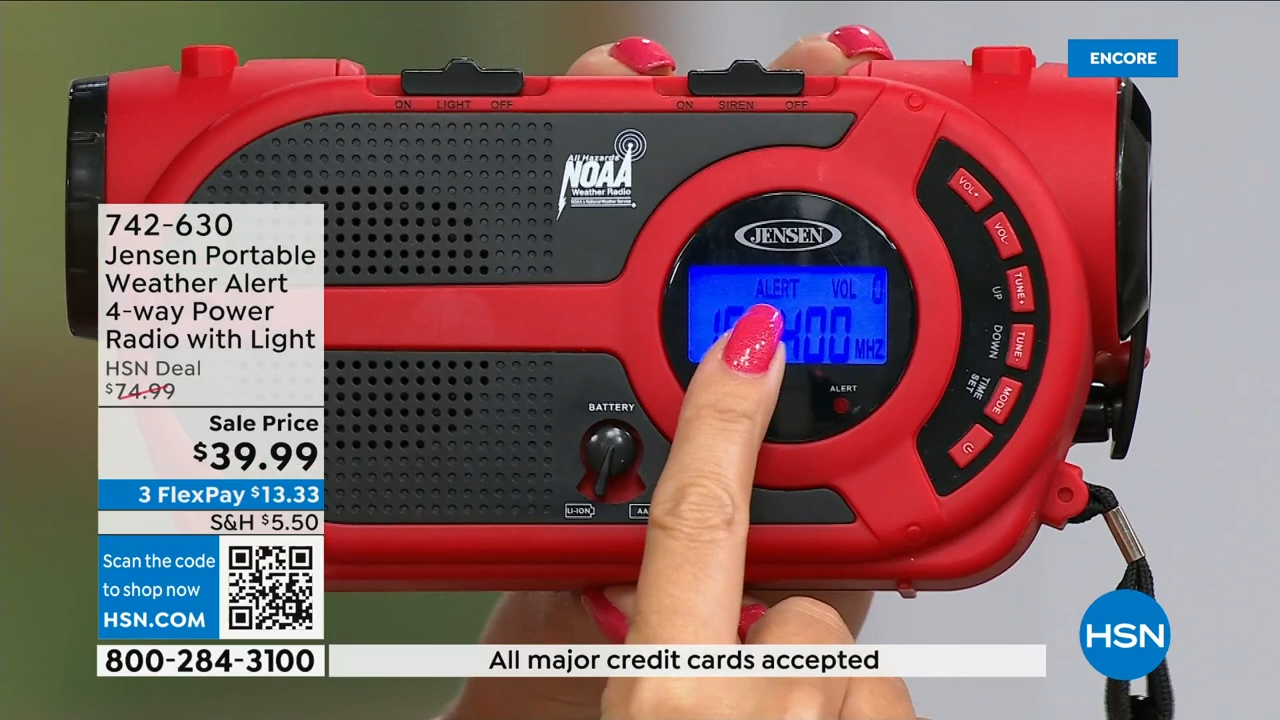 ENCORE
ON LIGHT OFF
ON SIREN OFF
All Hazards
NOAA
Weather Radio
JENSEN
ALERT VOL 0
400 MHZ
ALERT
VOL+
VOL-
TUNE+
UP
TUNE-
DOWN
MODE
TIME SET
BATTERY
LI-ION
AA
742-630
Jensen Portable
Weather Alert
4-way Power
Radio with Light
HSN Deal
$74.99
Sale Price
$39.99
3 FlexPay $13.33
S&H $5.50
Scan the code
to shop now
HSN.COM
800-284-3100
All major credit cards accepted
HSN